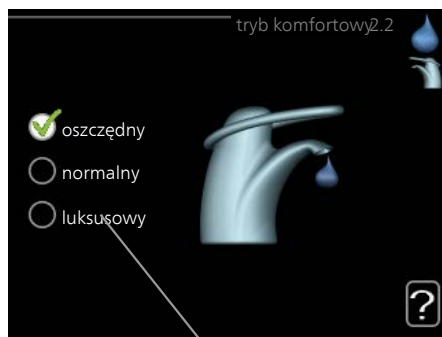 tryb komfortowy2.2
oszczędny
normalny
luksusowy
?